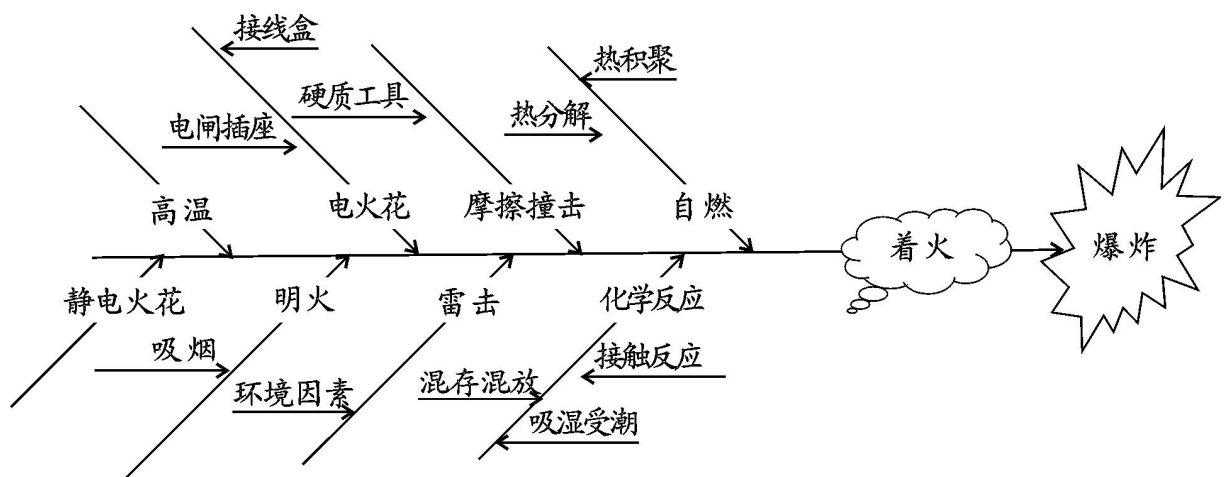 接线盒
热积聚
硬质工具
热分解
电闸插座
高温
电火花
摩擦撞击
自燃
着火
爆炸
静电火花
明火
雷击
化学反应
吸烟
接触反应
环境因素
混存混放
吸湿受潮